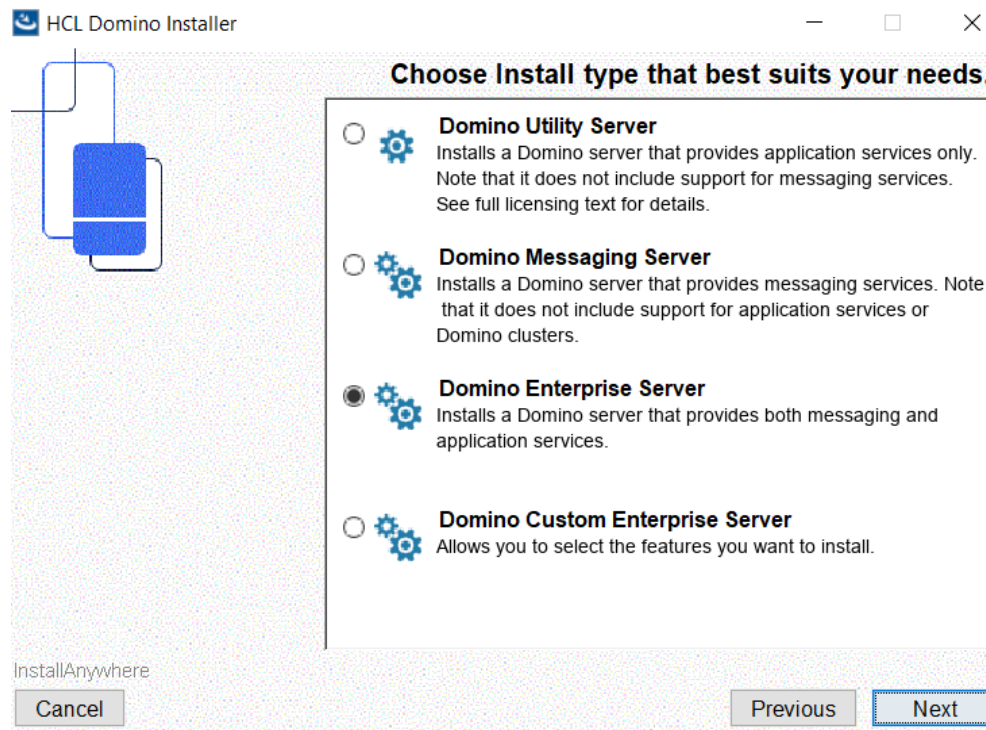 HCL Domino Installer
Choose Install type that best suits your needs.
Domino Utility Server
Installs a Domino server that provides application services only.
Note that it does not include support for messaging services.
See full licensing text for details.
Domino Messaging Server
Installs a Domino server that provides messaging services. Note
that it does not include support for application services or
Domino clusters.
Domino Enterprise Server
Installs a Domino server that provides both messaging and
application services.
Domino Custom Enterprise Server
Allows you to select the features you want to install.
InstallAnywhere
Cancel Previous Next